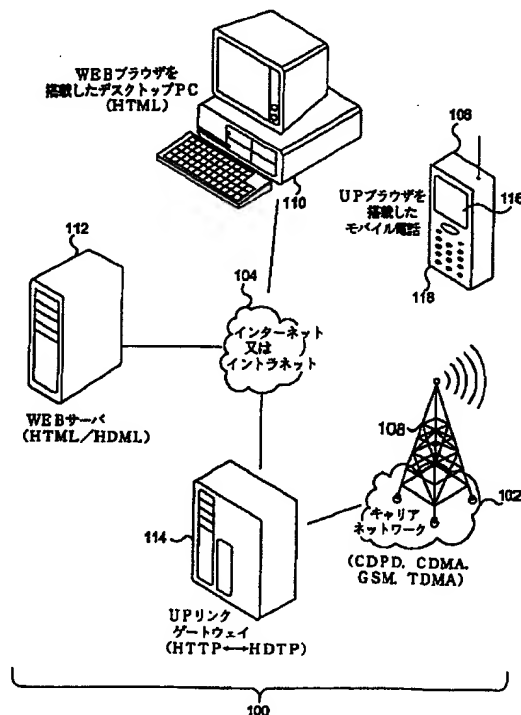 WEBブラウザを
搭載したデスクトップPC
(HTML)
110
106
116
UPブラウザを
搭載した
モバイル電話
118
112
104
インターネット
又は
イントラネット
WEBサーバ
(HTML/HDML)
108
102
キャリア
ネットワーク
(CDPD, CDMA,
GSM, TDMA)
114
UPリンク
ゲートウェイ
(HTTP←→HDTP)
100